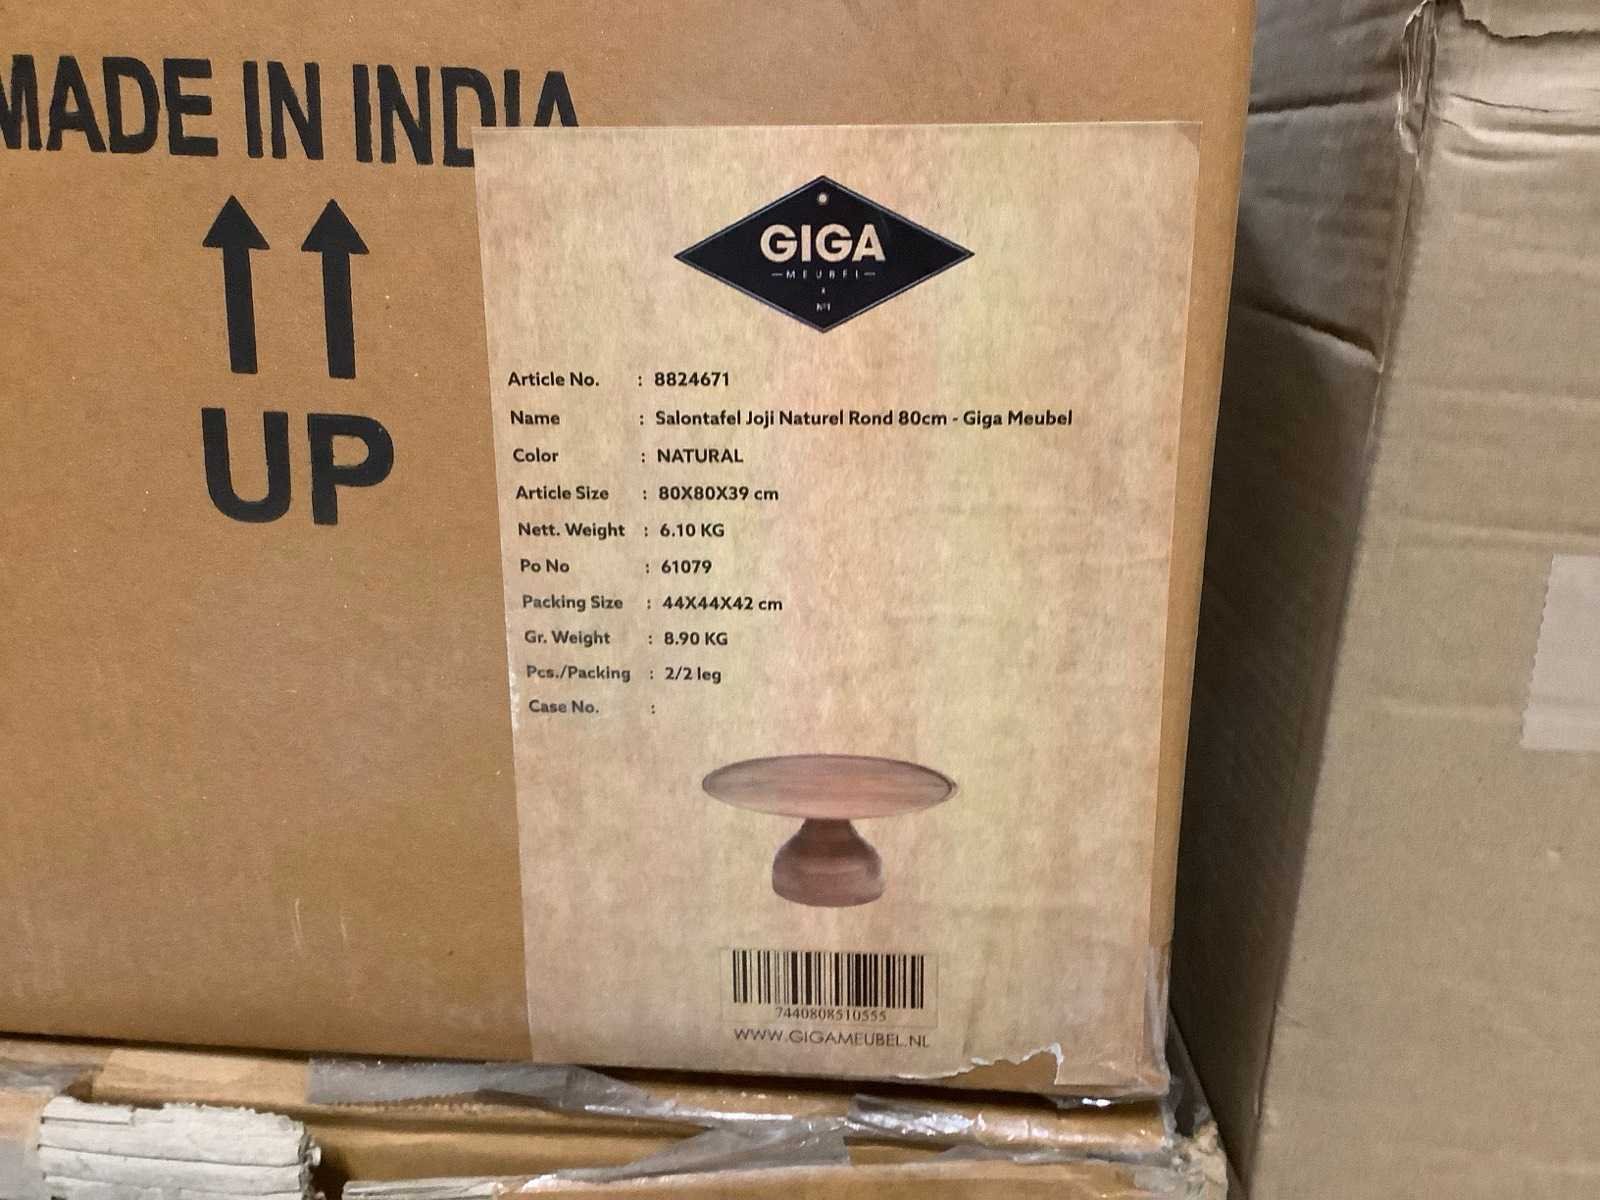 MADE IN INDIA
UP
GIGA
MEUBEL
x
Nº1
Article No. : 8824671
Name : Salontafel Joji Naturel Rond 80cm - Giga Meubel
Color : NATURAL
Article Size : 80X80X39 cm
Nett. Weight : 6.10 KG
Po No : 61079
Packing Size : 44X44X42 cm
Gr. Weight : 8.90 KG
Pcs./Packing : 2/2 leg
Case No. :
7440808510555
WWW.GIGAMEUBEL.NL